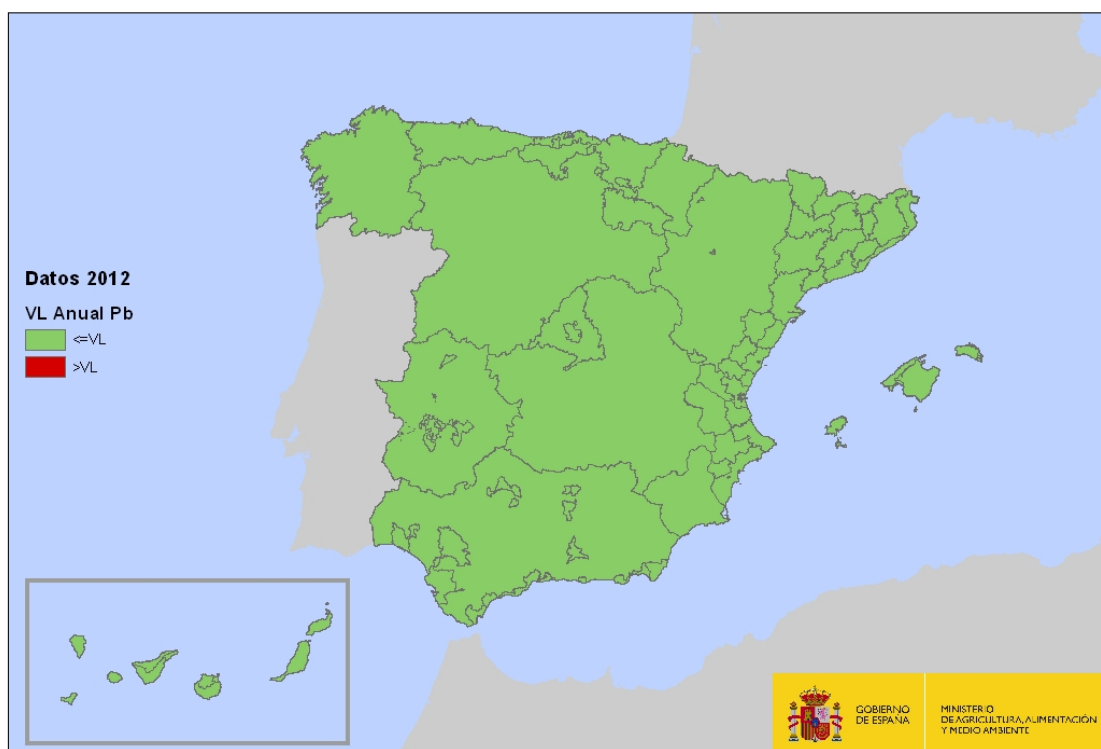 Datos 2012
VL Anual Pb
<=VL
>VL
GOBIERNO
DE ESPAÑA
MINISTERIO
DE AGRICULTURA, ALIMENTACIÓN
Y MEDIO AMBIENTE